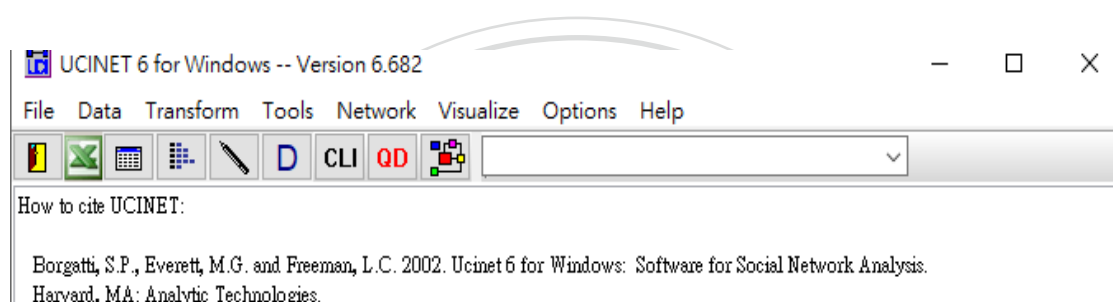 UCINET 6 for Windows -- Version 6.682
File Data Transform Tools Network Visualize Options Help
D CLI QD
How to cite UCINET:
Borgatti, S.P., Everett, M.G. and Freeman, L.C. 2002. Ucinet 6 for Windows: Software for Social Network Analysis.
Harvard, MA: Analytic Technologies.